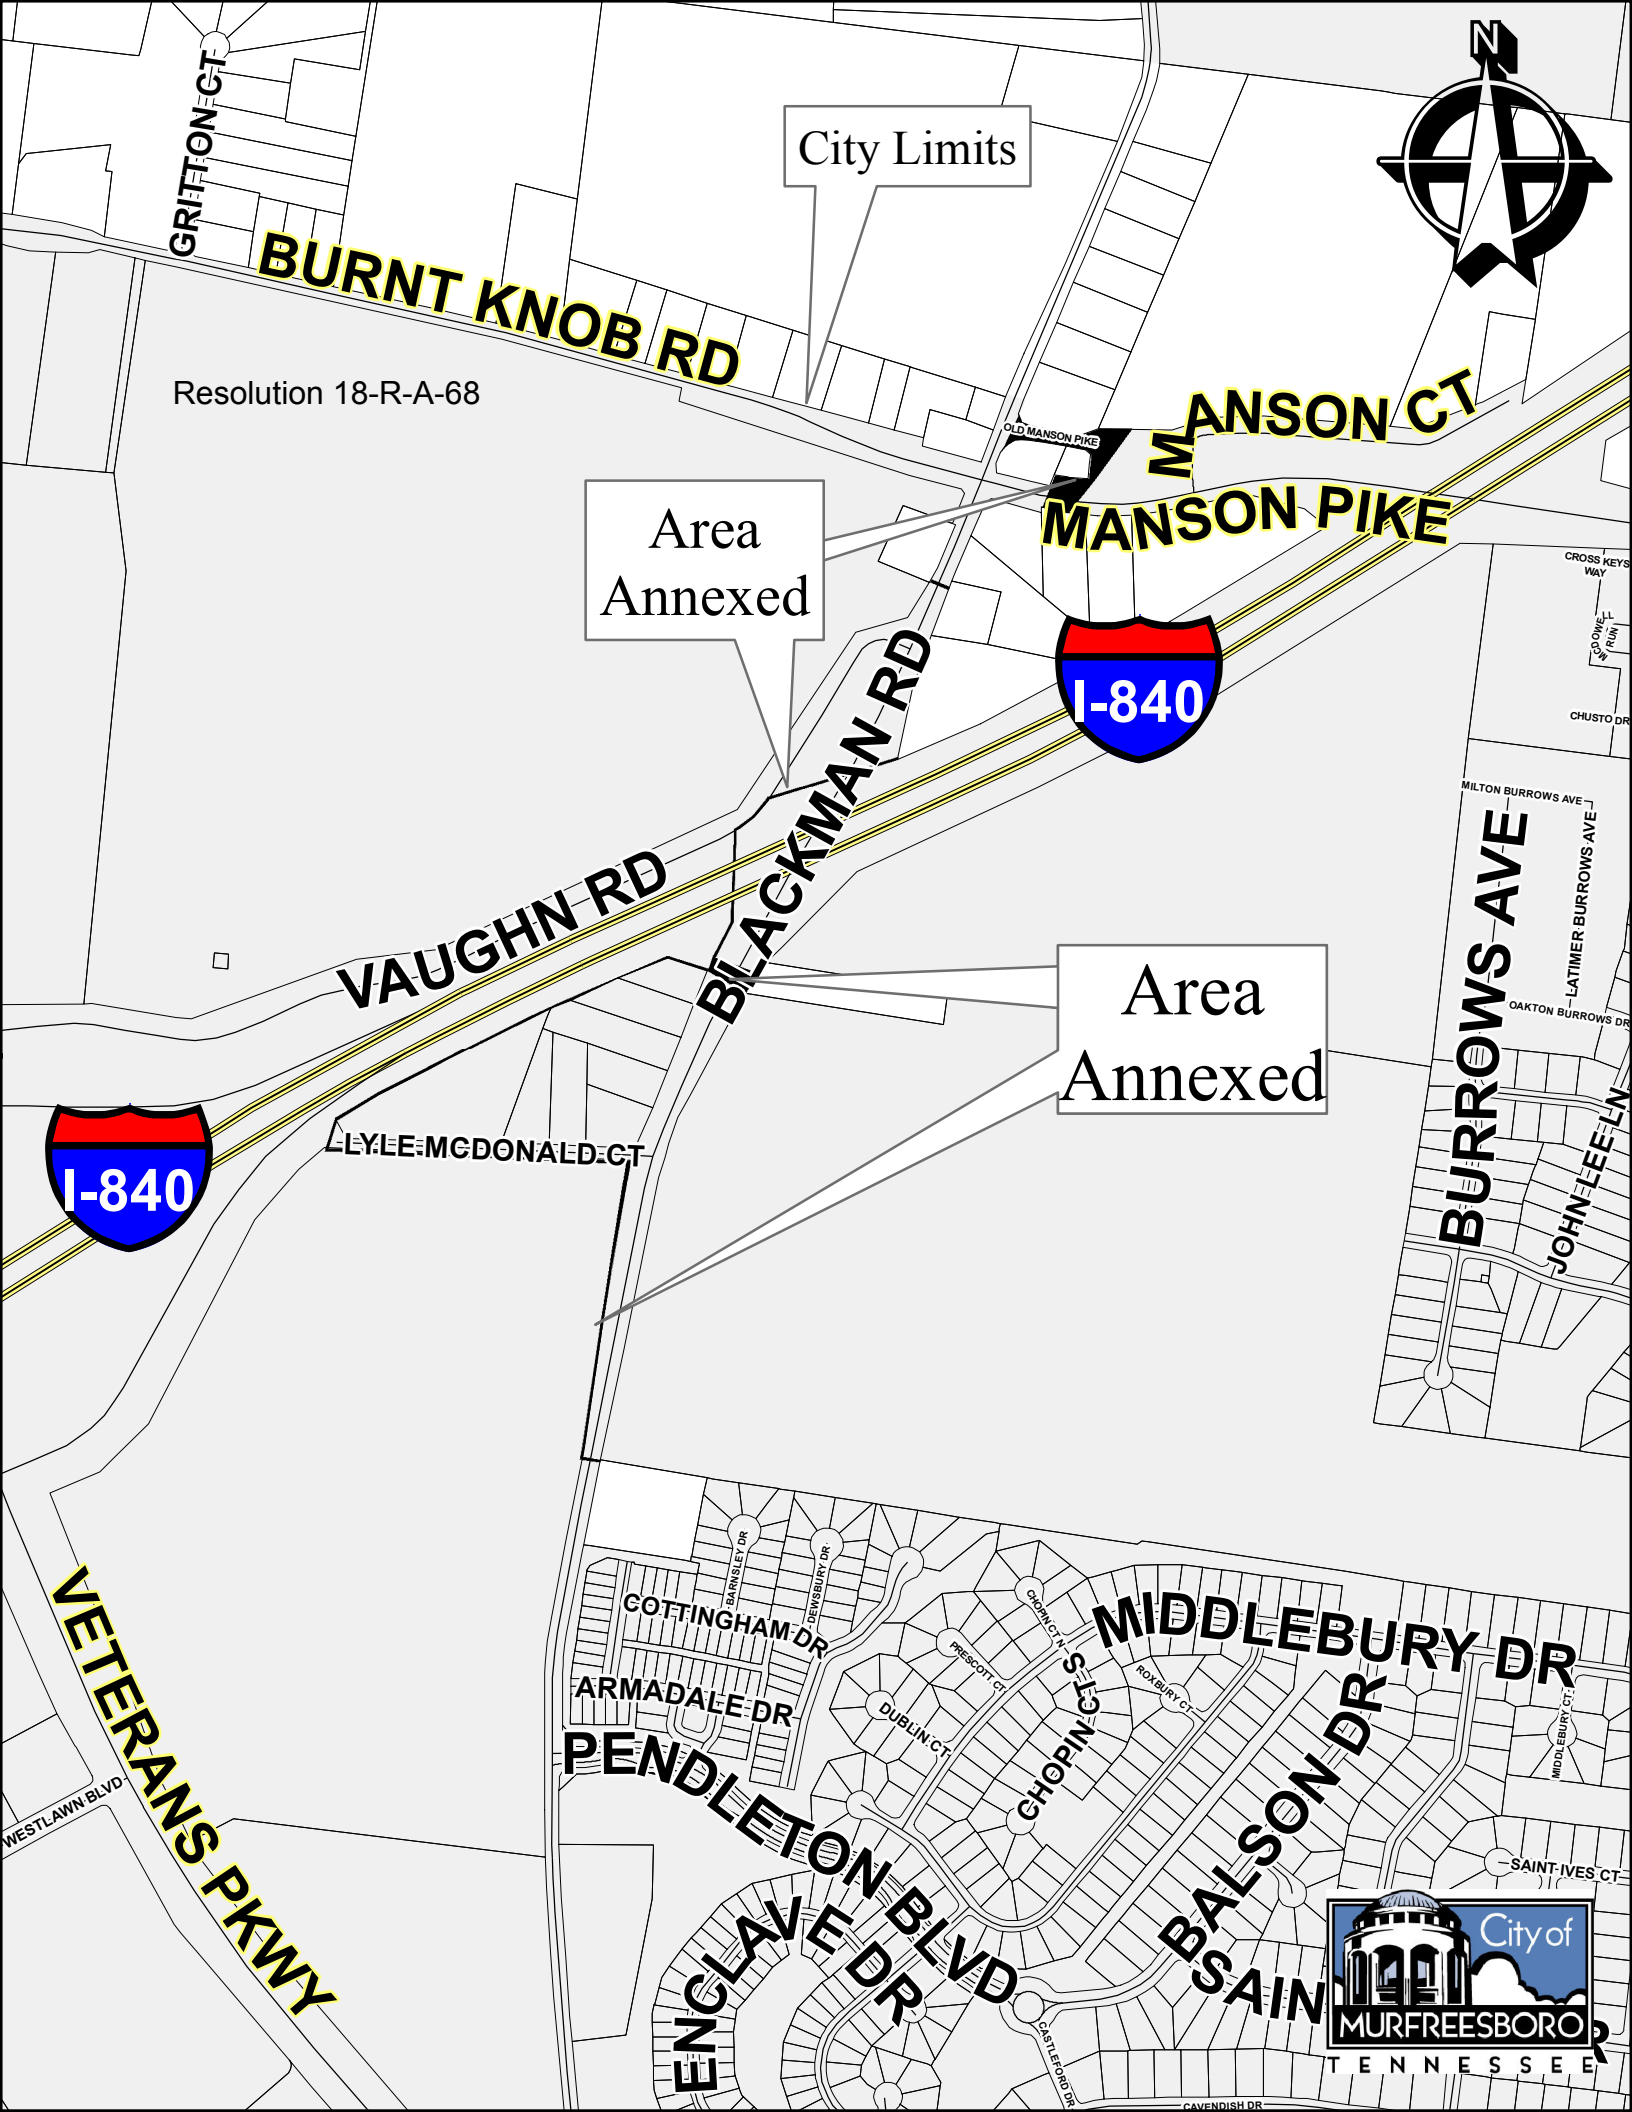 N
GRITTON CT
City Limits
BURNT KNOB RD
Resolution 18-R-A-68
MANSON CT
OLD MANSON PIKE
MANSON PIKE
Area
Annexed
CROSS KEYS
WAY
RUN
I-840
CHUSTO DR
BLACKMAN RD
MILTON BURROWS AVE
LATIMER BURROWS AVE
BURROWS AVE
VAUGHN RD
Area
Annexed
OAKTON BURROWS DR
JOHN LEE LN
LYLE MCDONALD CT
I-840
BARNSLEY DR
DEWSBURY DR
COTTINGHAM DR
CHOPIN CT N
MIDDLEBURY DR
PRESCOTT CT
ROXBURY CT
ARMADALE DR
DUBLIN CT
CHOPIN CT S
MIDDLEBURY CT
BALSON DR
PENDLETON BLVD
VETERANS PKWY
WESTLAWN BLVD
SAINT IVES CT
ENCLAVE DR
CASTLEFORD DR
CAVENDISH DR
City of
MURFREESBORO
TENNESSEE